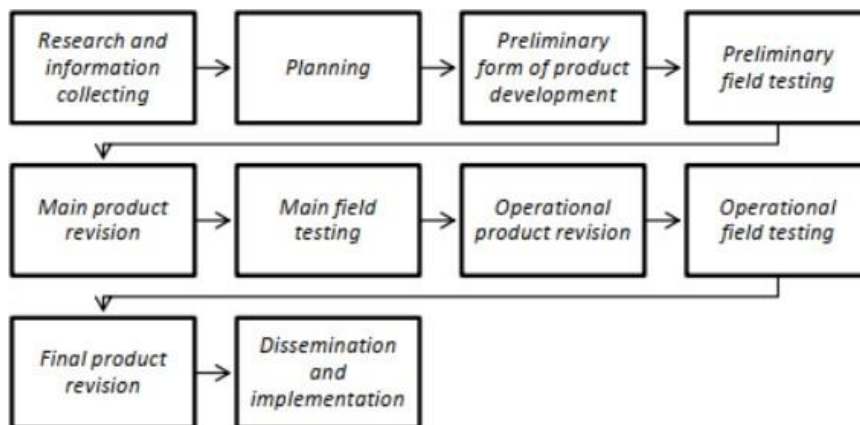 Research and
information
collecting
Planning
Preliminary
form of product
development
Preliminary
field testing
Main product
revision
Main field
testing
Operational
product revision
Operational
field testing
Final product
revision
Dissemination
and
implementation